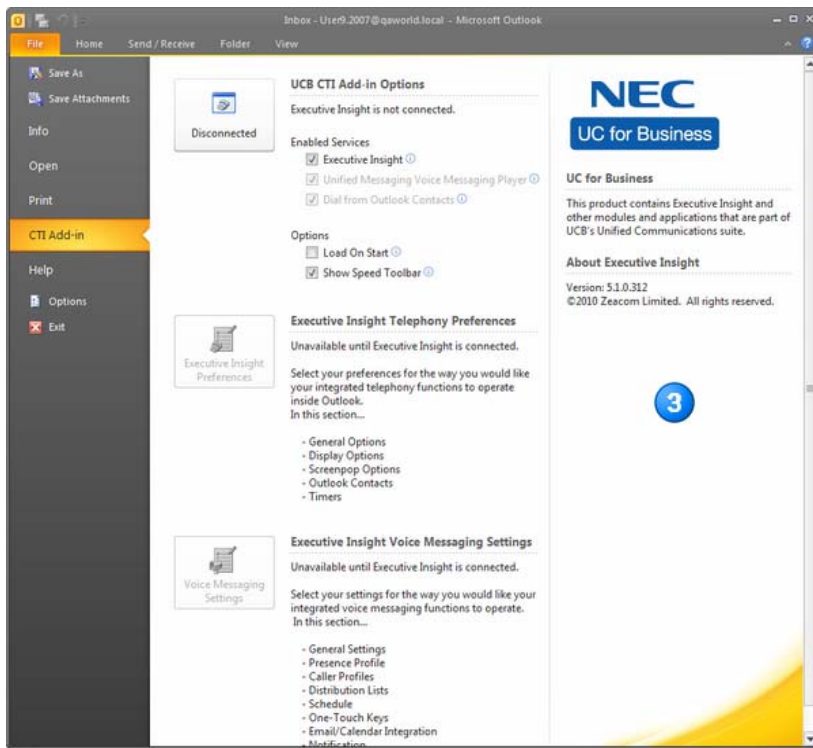 Inbox - User9.2007@qaworld.local - Microsoft Outlook
File Home Send / Receive Folder View
Save As
Save Attachments
Info
Open
Print
CTI Add-in
Help
Options
Exit
Disconnected
UCB CTI Add-in Options
Executive Insight is not connected.
Enabled Services
Executive Insight
Unified Messaging Voice Messaging Player
Dial from Outlook Contacts
Options
Load On Start
Show Speed Toolbar
Executive Insight
Preferences
Executive Insight Telephony Preferences
Unavailable until Executive Insight is connected.
Select your preferences for the way you would like
your integrated telephony functions to operate
inside Outlook.
In this section...
- General Options
- Display Options
- Screenpop Options
- Outlook Contacts
- Timers
Voice Messaging
Settings
Executive Insight Voice Messaging Settings
Unavailable until Executive Insight is connected.
Select your settings for the way you would like your
integrated voice messaging functions to operate.
In this section...
- General Settings
- Presence Profile
- Caller Profiles
- Distribution Lists
- Schedule
- One-Touch Keys
- Email/Calendar Integration
- Notification
NEC
UC for Business
UC for Business
This product contains Executive Insight and
other modules and applications that are part of
UCB's Unified Communications suite.
About Executive Insight
Version: 5.1.0.312
©2010 Zeacom Limited. All rights reserved.
3